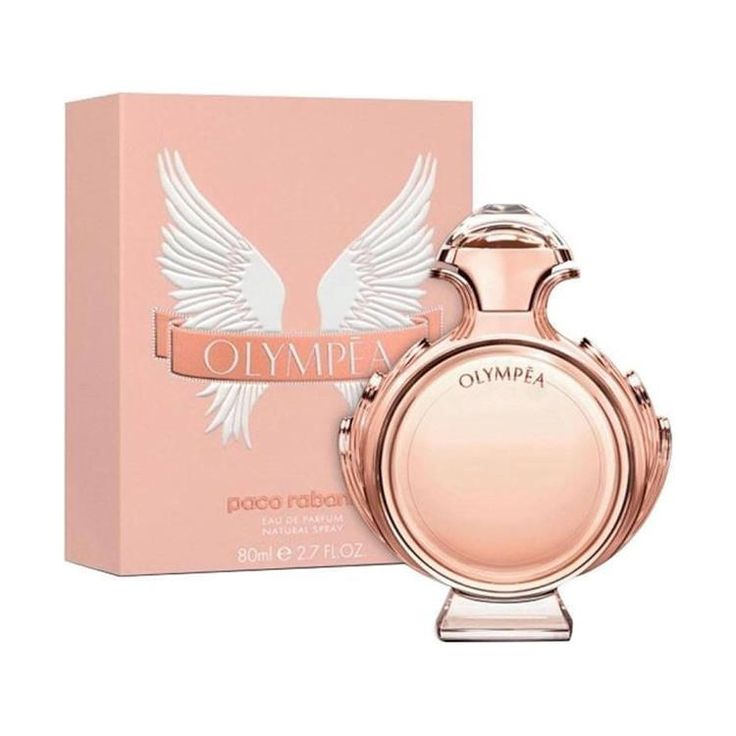 OLYMPĒA
paco raban
EAU DE PARFUM
NATURAL SPRAY
80ml e 2.7 FL.OZ.
OLYMPĒA